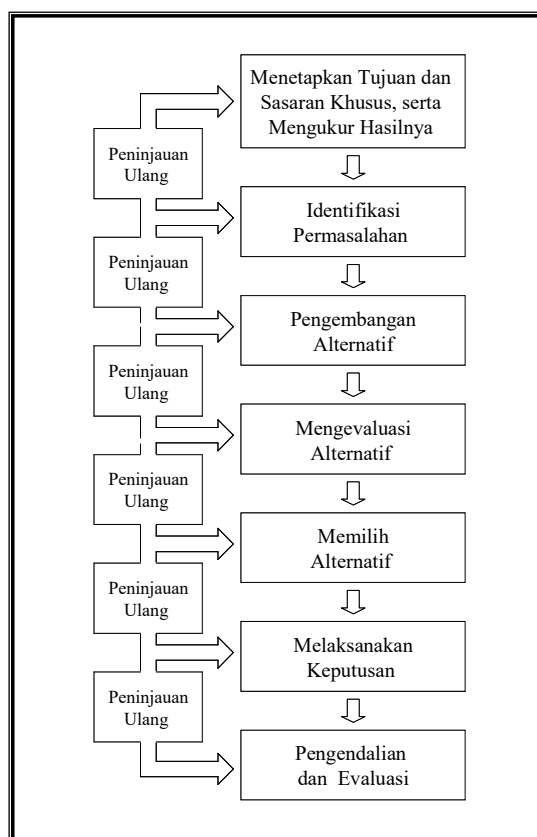 Menetapkan Tujuan dan
Sasaran Khusus, serta
Mengukur Hasilnya
Peninjauan
Ulang
Identifikasi
Permasalahan
Peninjauan
Ulang
Pengembangan
Alternatif
Peninjauan
Ulang
Mengevaluasi
Alternatif
Peninjauan
Ulang
Memilih
Alternatif
Peninjauan
Ulang
Melaksanakan
Keputusan
Peninjauan
Ulang
Pengendalian
dan Evaluasi